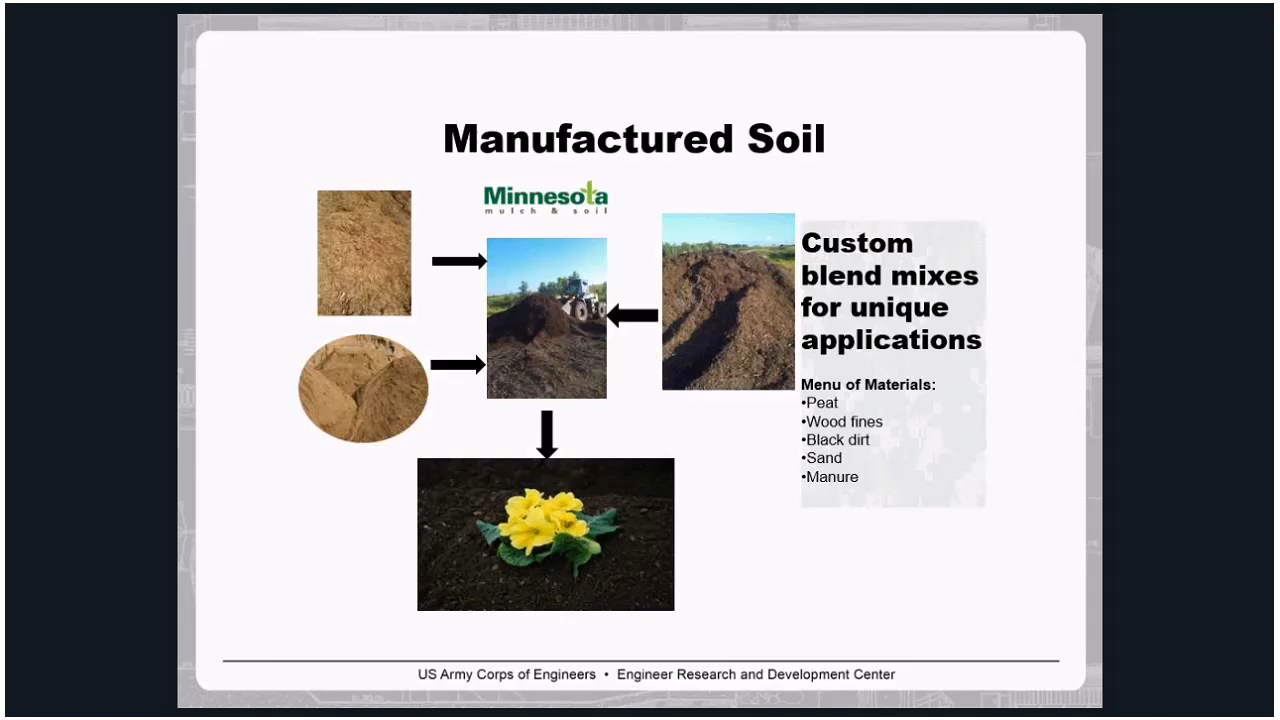 Manufactured Soil
Minnesota
mulch & soil
Custom
blend mixes
for unique
applications
Menu of Materials:
•Peat
•Wood fines
•Black dirt
•Sand
•Manure
US Army Corps of Engineers • Engineer Research and Development Center